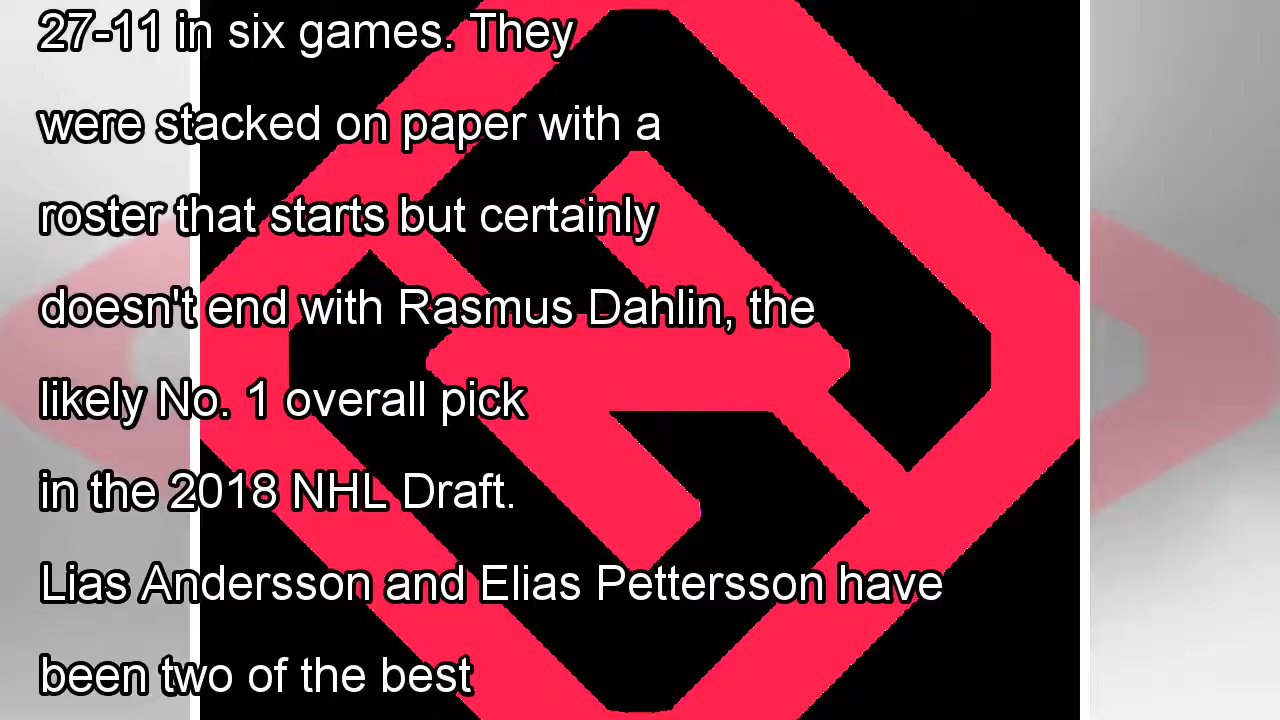 27-11 in six games. They
were stacked on paper with a
roster that starts but certainly
doesn't end with Rasmus Dahlin, the
likely No. 1 overall pick
in the 2018 NHL Draft.
Lias Andersson and Elias Pettersson have
been two of the best